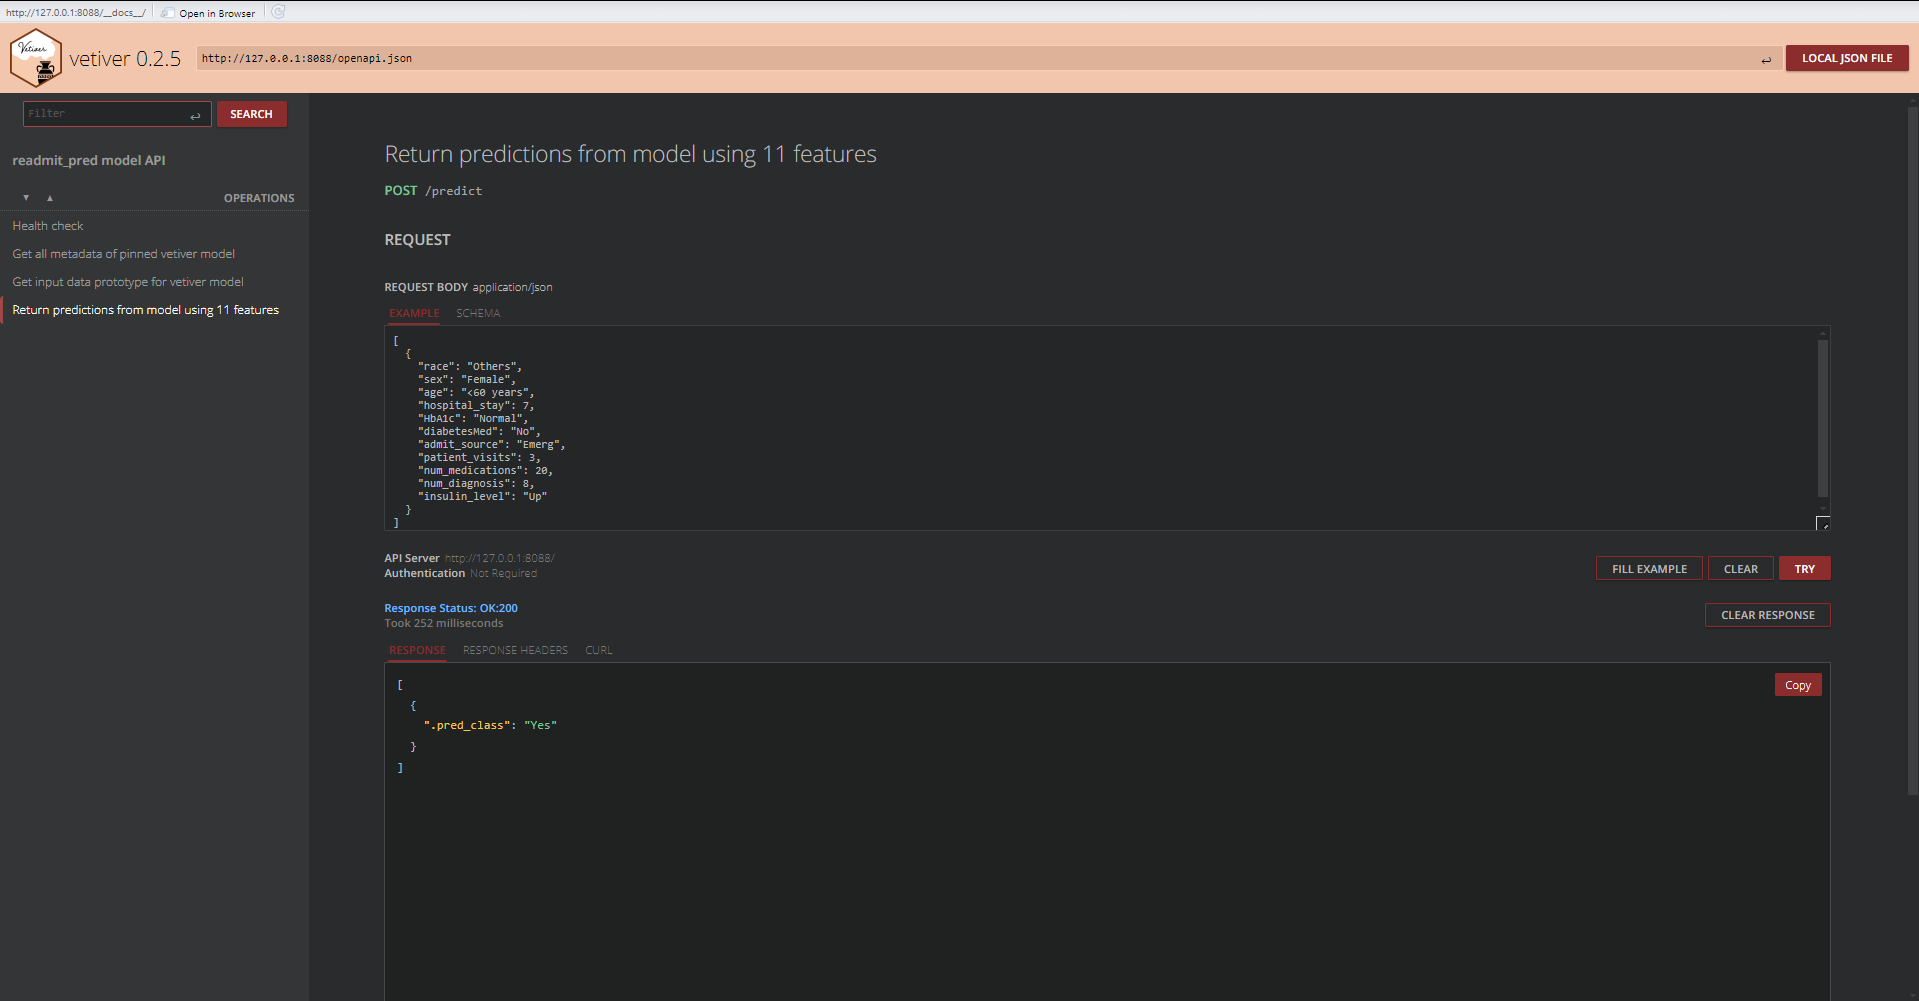 http://127.0.0.1:8088/__docs__/ Open in Browser
Vetiver
vetiver 0.2.5 http://127.0.0.1:8088/openapi.json LOCAL JSON FILE
Filter SEARCH
readmit_pred model API
OPERATIONS
Health check
Get all metadata of pinned vetiver model
Get input data prototype for vetiver model
Return predictions from model using 11 features
Return predictions from model using 11 features
POST /predict
REQUEST
REQUEST BODY application/json
EXAMPLE SCHEMA
[
  {
    "race": "Others",
    "sex": "Female",
    "age": "<60 years",
    "hospital_stay": 7,
    "HbA1c": "Normal",
    "diabetesMed": "No",
    "admit_source": "Emerg",
    "patient_visits": 3,
    "num_medications": 20,
    "num_diagnosis": 8,
    "insulin_level": "Up"
  }
]
API Server http://127.0.0.1:8088/
Authentication Not Required
FILL EXAMPLE CLEAR TRY
Response Status: OK:200
Took 252 milliseconds
CLEAR RESPONSE
RESPONSE RESPONSE HEADERS CURL
Copy
[
  {
    ".pred_class": "Yes"
  }
]